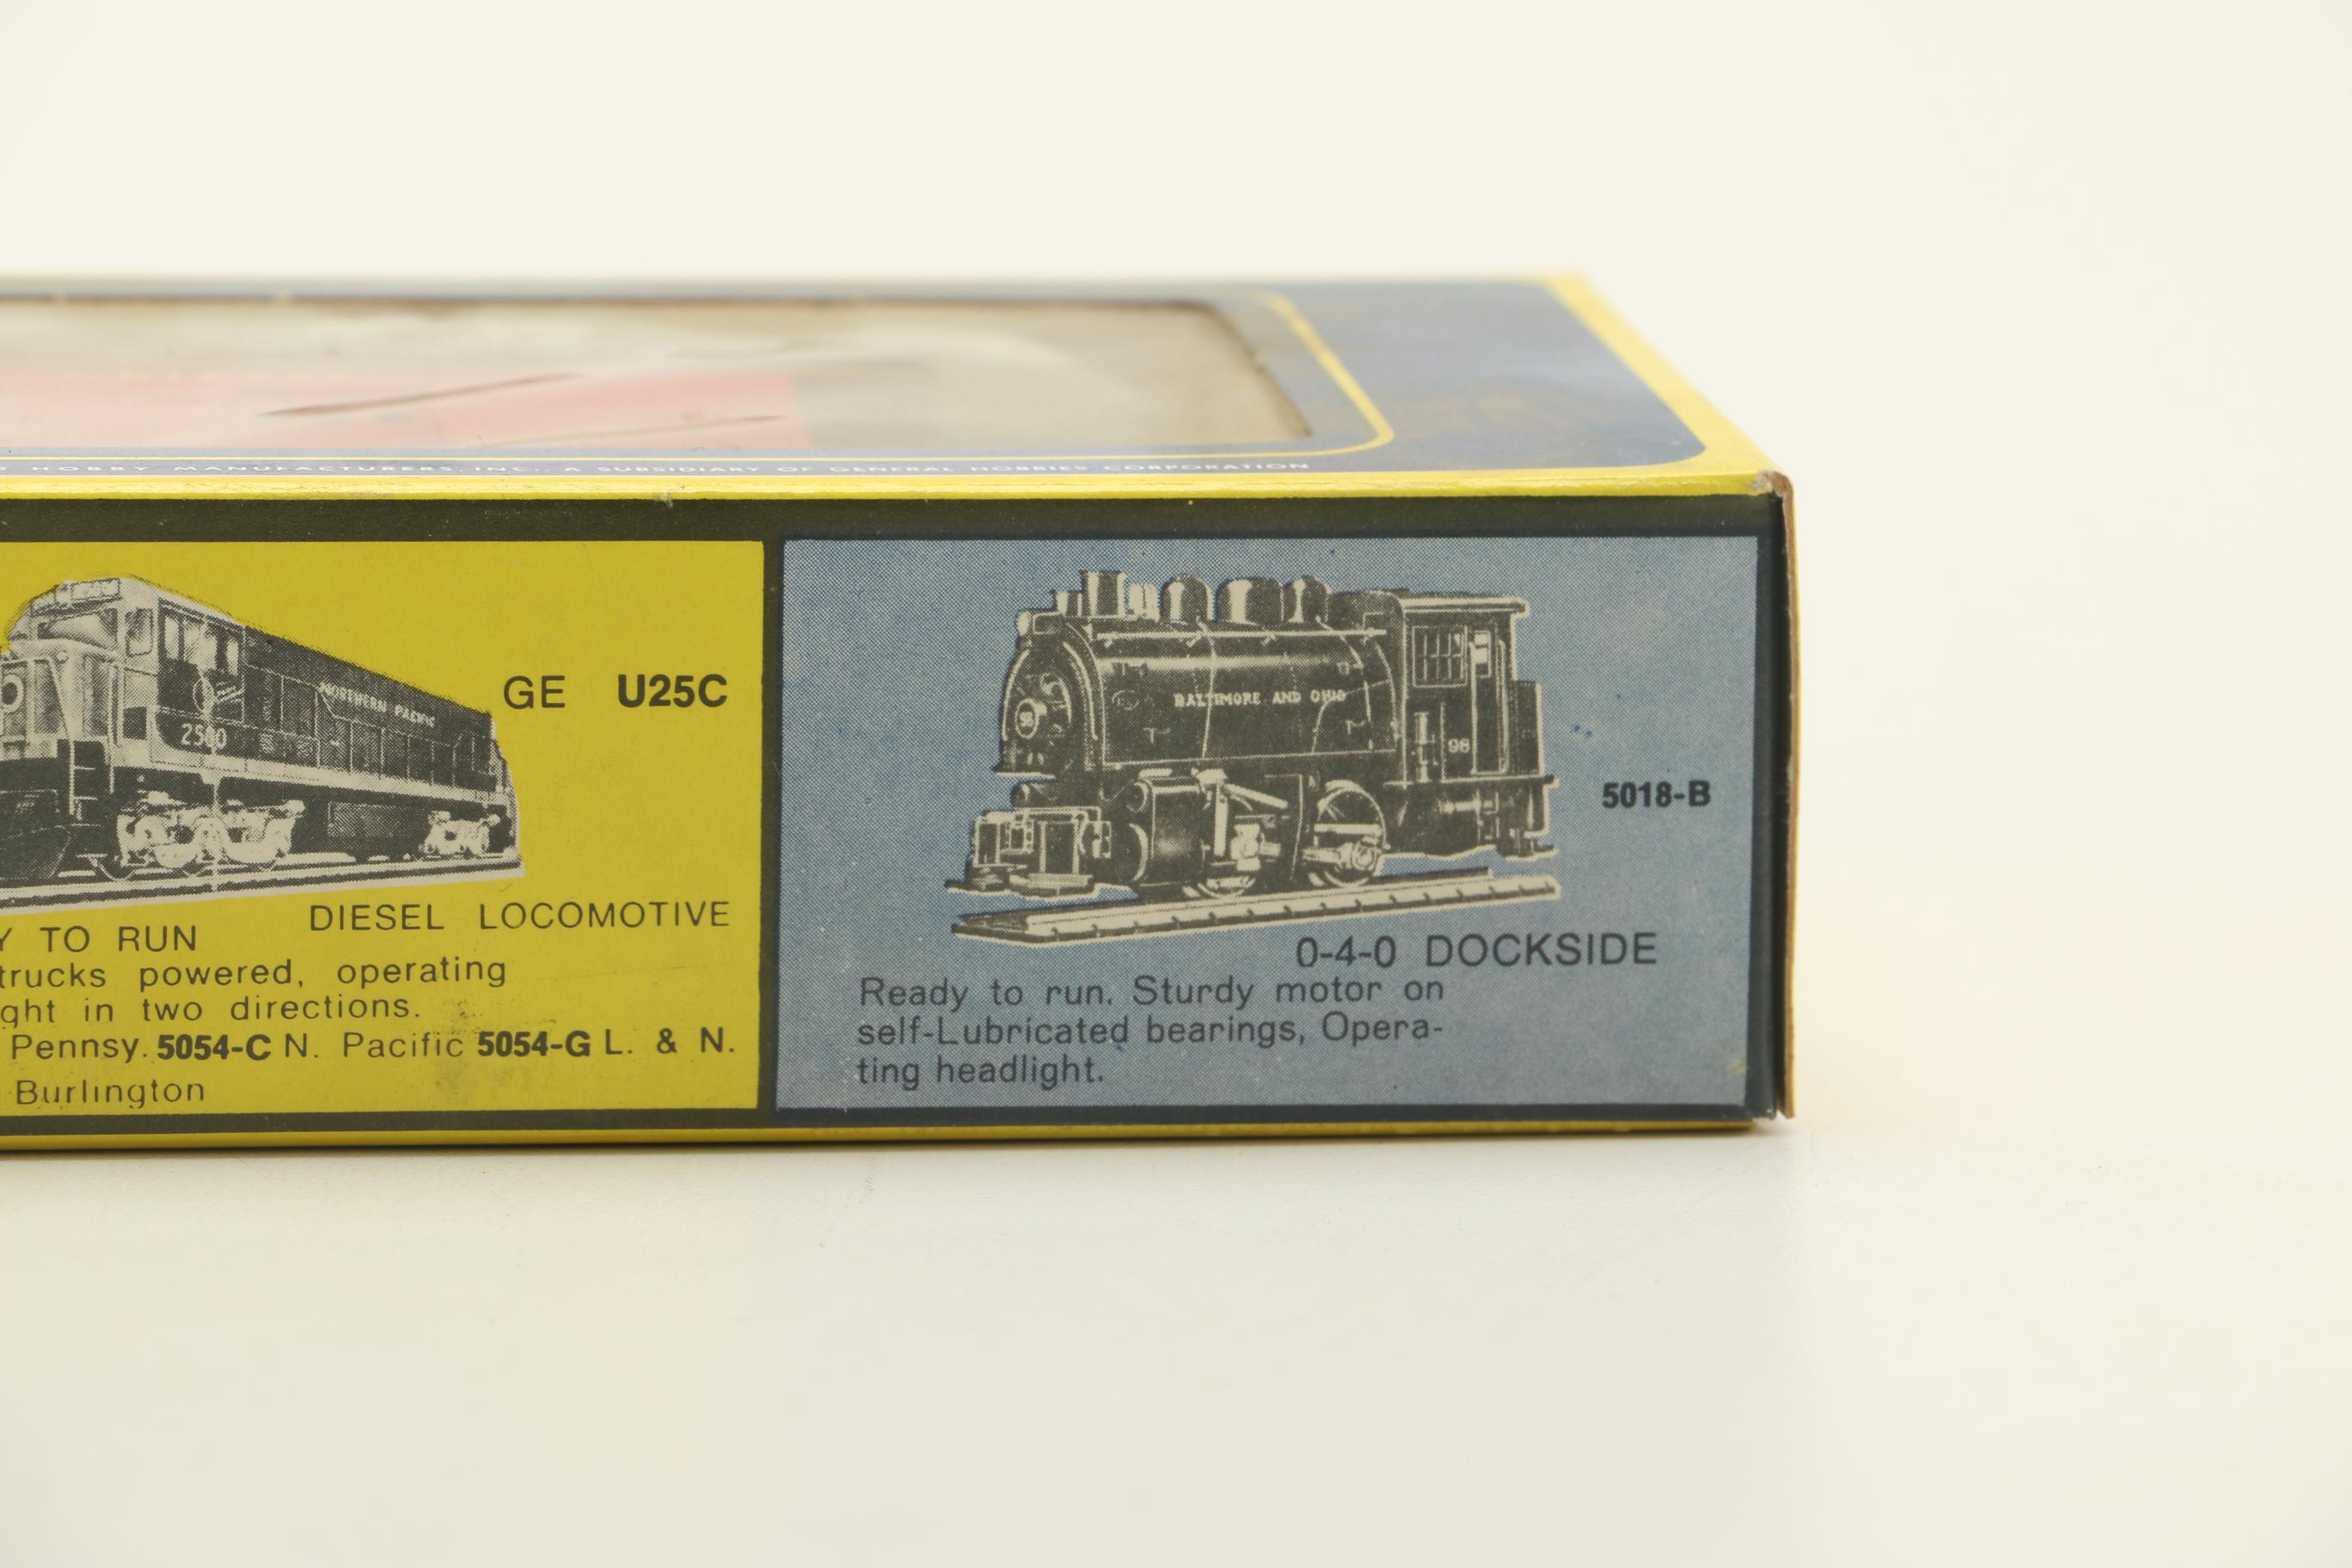 HOBBY MANUFACTURERS, INC., A SUBSIDIARY OF GENERAL HOBBIES CORPORATION
NORTHERN PACIFIC
2500
GE U25C
DIESEL LOCOMOTIVE
Y TO RUN
trucks powered, operating
ght in two directions.
Pennsy. 5054-C N. Pacific 5054-G L. & N.
Burlington
BALTIMORE AND OHIO
98
98
5018-B
0-4-0 DOCKSIDE
Ready to run. Sturdy motor on
self-Lubricated bearings, Opera-
ting headlight.